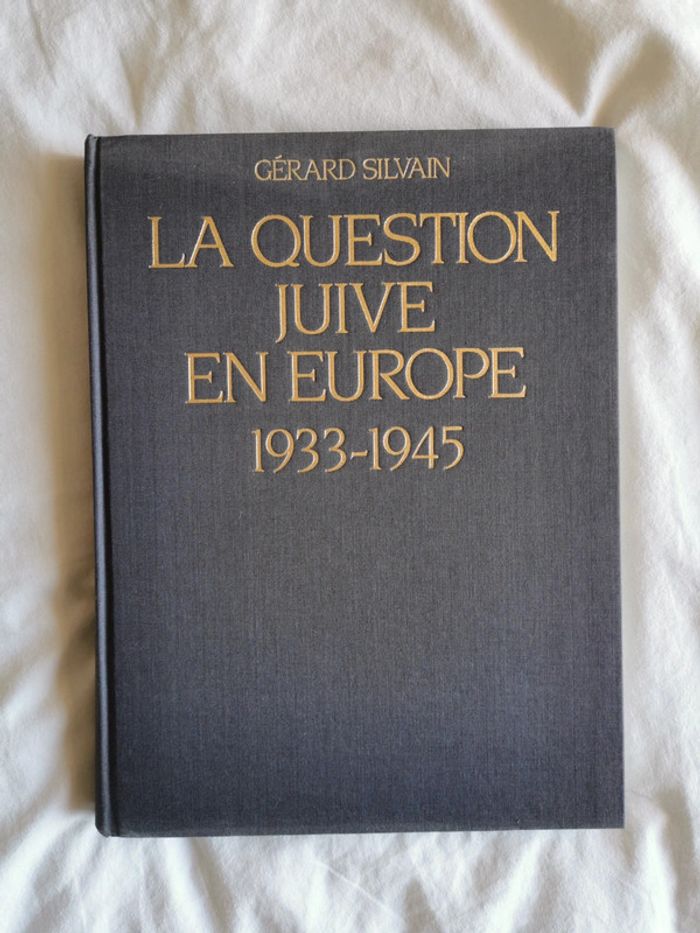 GÉRARD SILVAIN
LA QUESTION
JUIVE
EN EUROPE
1933-1945